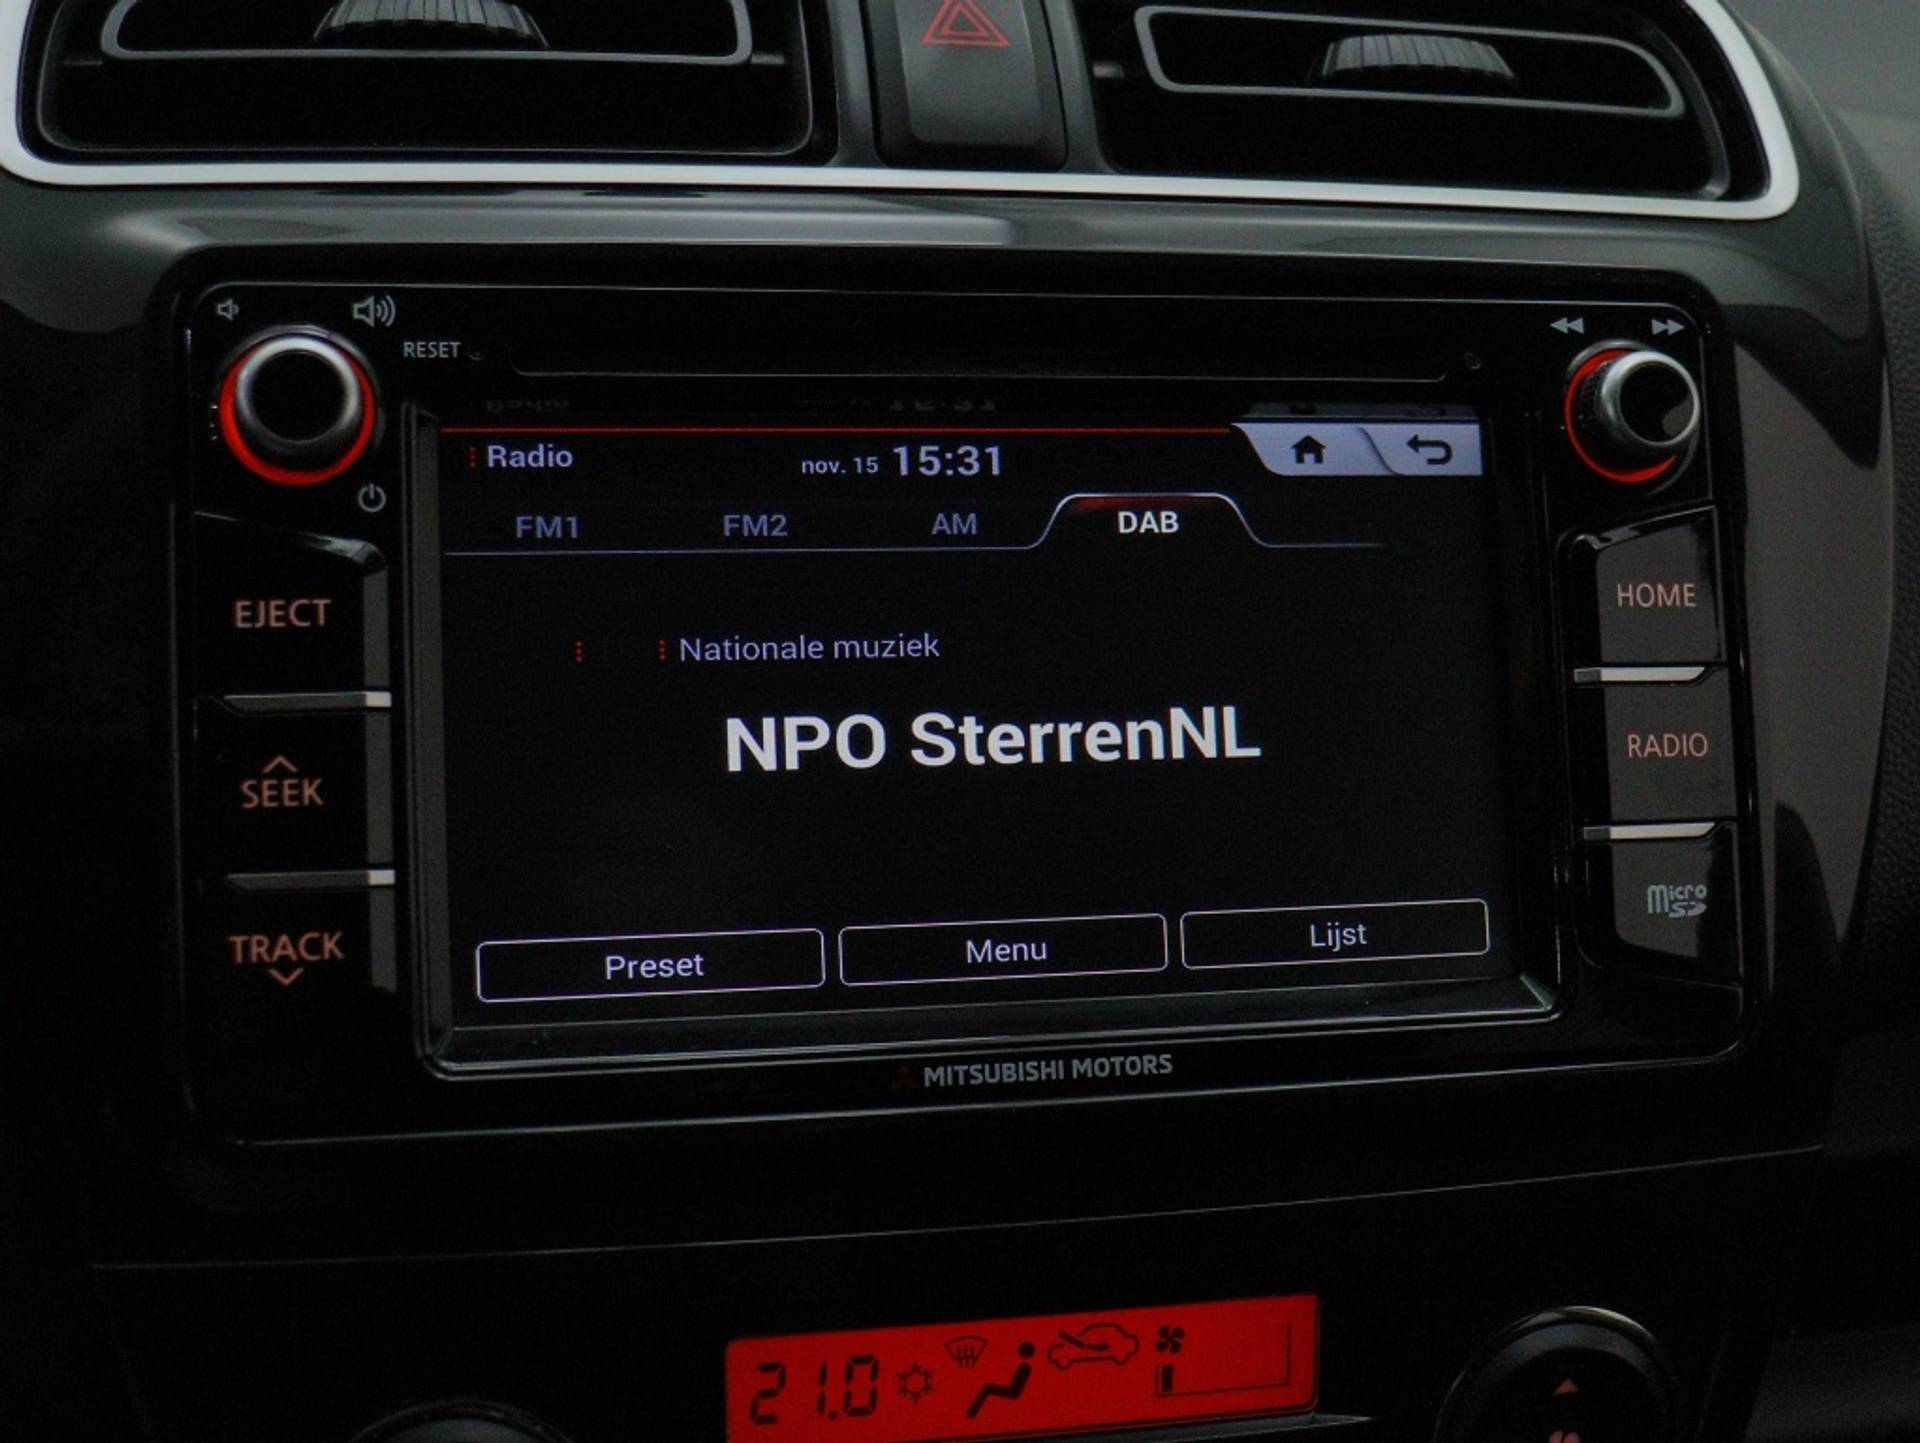 RESET
Radio nov. 15 15:31
FM1 FM2 AM DAB
EJECT
HOME
Nationale muziek
NPO SterrenNL
SEEK
RADIO
TRACK
micro SD
Preset Menu Lijst
MITSUBISHI MOTORS
21.0